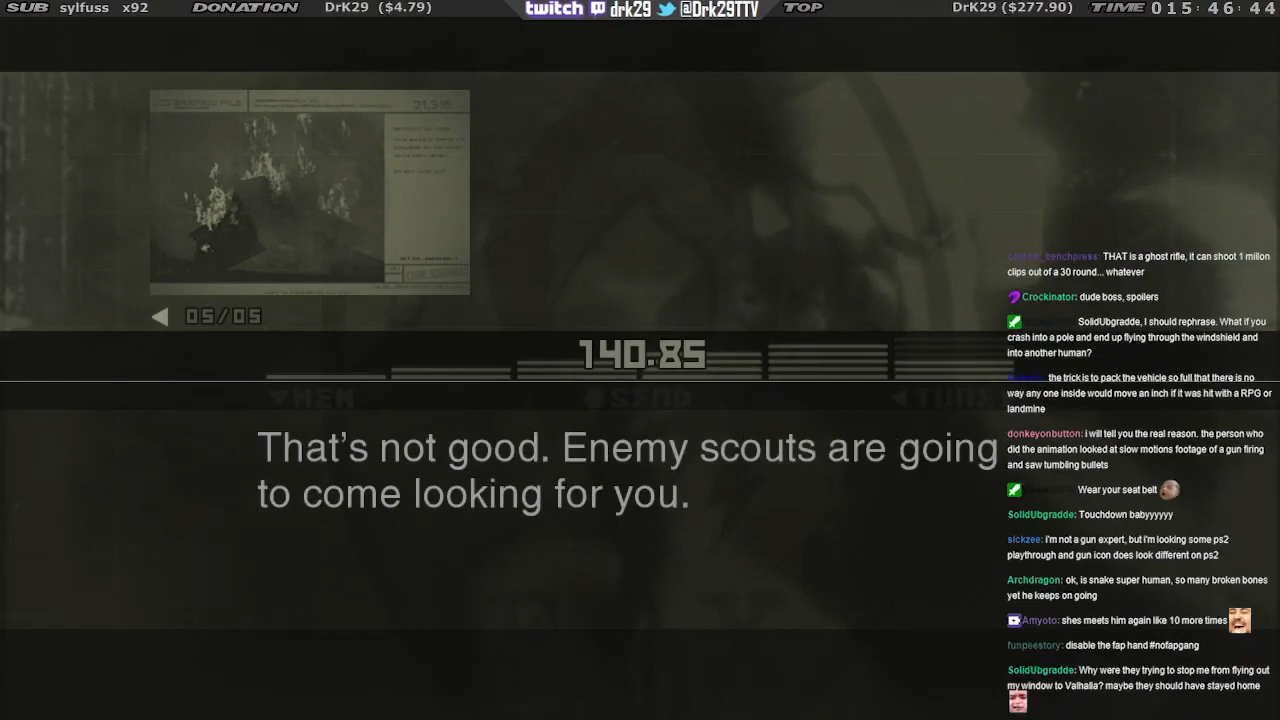 SUB sylfuss x92 DONATION DrK29 ($4.79) twitch drk29 @Drk29TTV TOP DrK29 ($277.90) TIME 015:46:44
05/05
140.85
MEM SEND TUNE
That's not good. Enemy scouts are going
to come looking for you.
THAT is a ghost rifle, it can shoot 1 millon
clips out of a 30 round... whatever
Crockinator: dude boss, spoilers
SolidUbgradde, I should rephrase. What if you
crash into a pole and end up flying through the windshield and
into another human?
the trick is to pack the vehicle so full that there is no
way any one inside would move an inch if it was hit with a RPG or
landmine
donkeyonbutton: i will tell you the real reason. the person who
did the animation looked at slow motions footage of a gun firing
and saw tumbling bullets
Wear your seat belt
SolidUbgradde: Touchdown babyyyyyy
sickzee: i'm not a gun expert, but i'm looking some ps2
playthrough and gun icon does look different on ps2
Archdragon: ok, is snake super human, so many broken bones
yet he keeps on going
Amyoto: shes meets him again like 10 more times
funpeestory: disable the fap hand #nofapgang
SolidUbgradde: Why were they trying to stop me from flying out
my window to Valhalla? maybe they should have stayed home